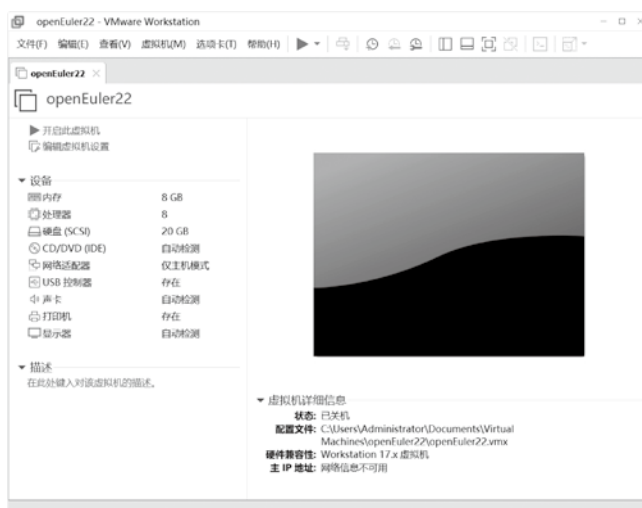 openEuler22 - VMware Workstation
文件(F) 编辑(E) 查看(V) 虚拟机(M) 选项卡(T) 帮助(H)
openEuler22
openEuler22
开启此虚拟机
编辑虚拟机设置
设备
内存 8 GB
处理器 8
硬盘 (SCSI) 20 GB
CD/DVD (IDE) 自动检测
网络适配器 仅主机模式
USB 控制器 存在
声卡 自动检测
打印机 存在
显示器 自动检测
描述
在此处键入对该虚拟机的描述。
虚拟机详细信息
状态: 已关机
配置文件: C:\Users\Administrator\Documents\Virtual
Machines\openEuler22\openEuler22.vmx
硬件兼容性: Workstation 17.x 虚拟机
主 IP 地址: 网络信息不可用